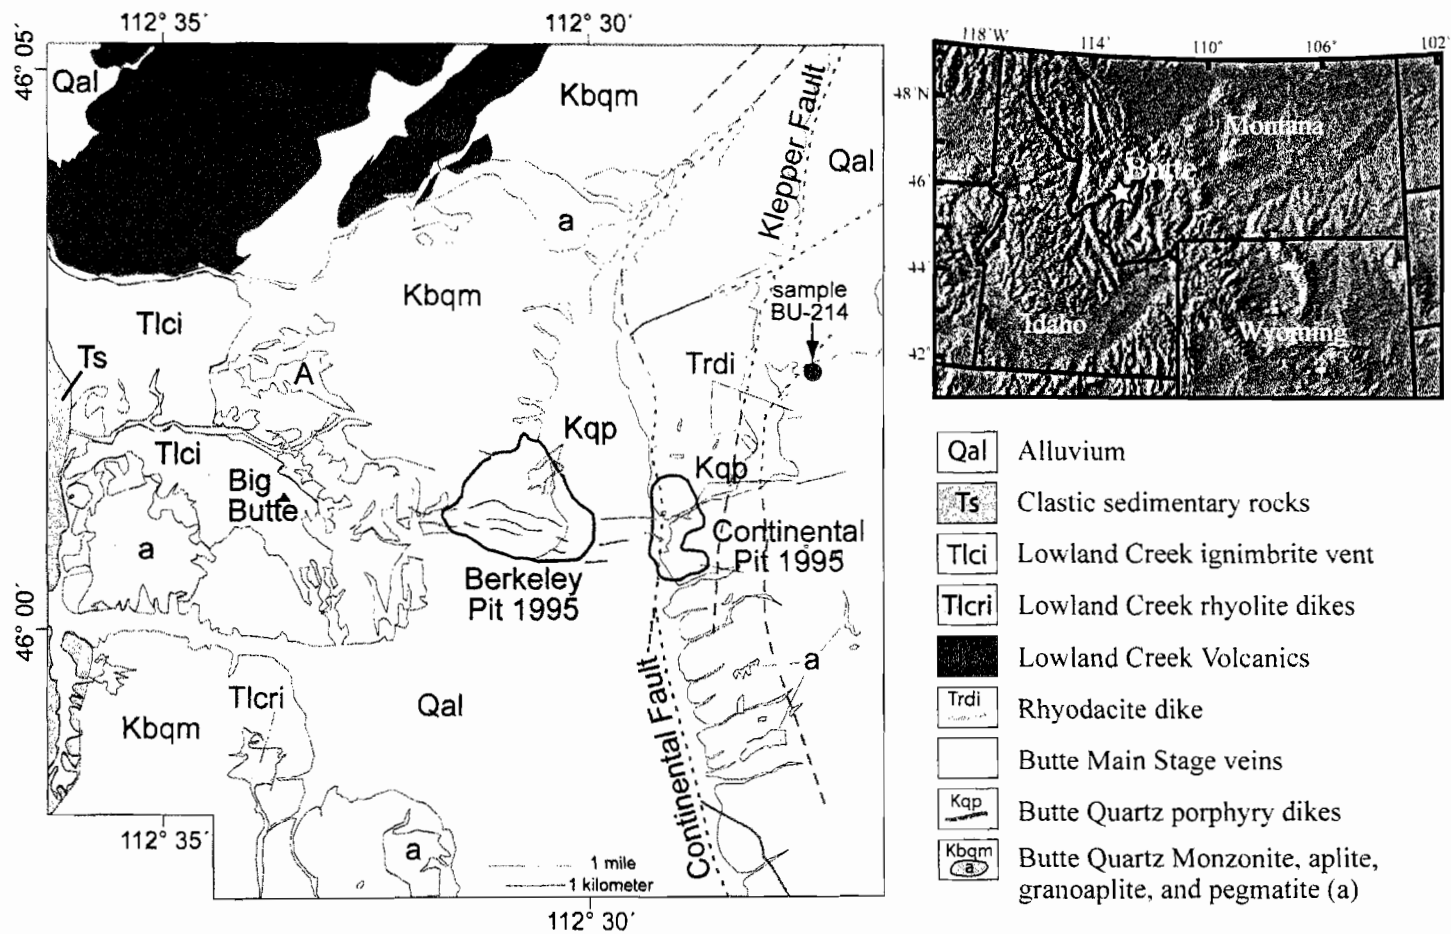 112° 35´
112° 30´
46° 05´
Qal
Kbqm
Klepper Fault
Qal
a
Kbqm
Tlci
sample
BU-214
Ts
A
Trdi
Kqp
Tlci
Kqp
Big
Butte
a
Continental
Pit 1995
Berkeley
Pit 1995
46° 00´
a
Tlcri
Kbqm
Qal
Continental Fault
112° 35´
a
1 mile
1 kilometer
112° 30´
118˚W
114˚
110˚
106˚
102˚
48˚N
46˚
44˚
42˚
Montana
Butte
Idaho
Wyoming
Qal Alluvium
Ts Clastic sedimentary rocks
Tlci Lowland Creek ignimbrite vent
Tlcri Lowland Creek rhyolite dikes
Lowland Creek Volcanics
Trdi Rhyodacite dike
Butte Main Stage veins
Kqp Butte Quartz porphyry dikes
Kbqm a Butte Quartz Monzonite, aplite,
granoaplite, and pegmatite (a)